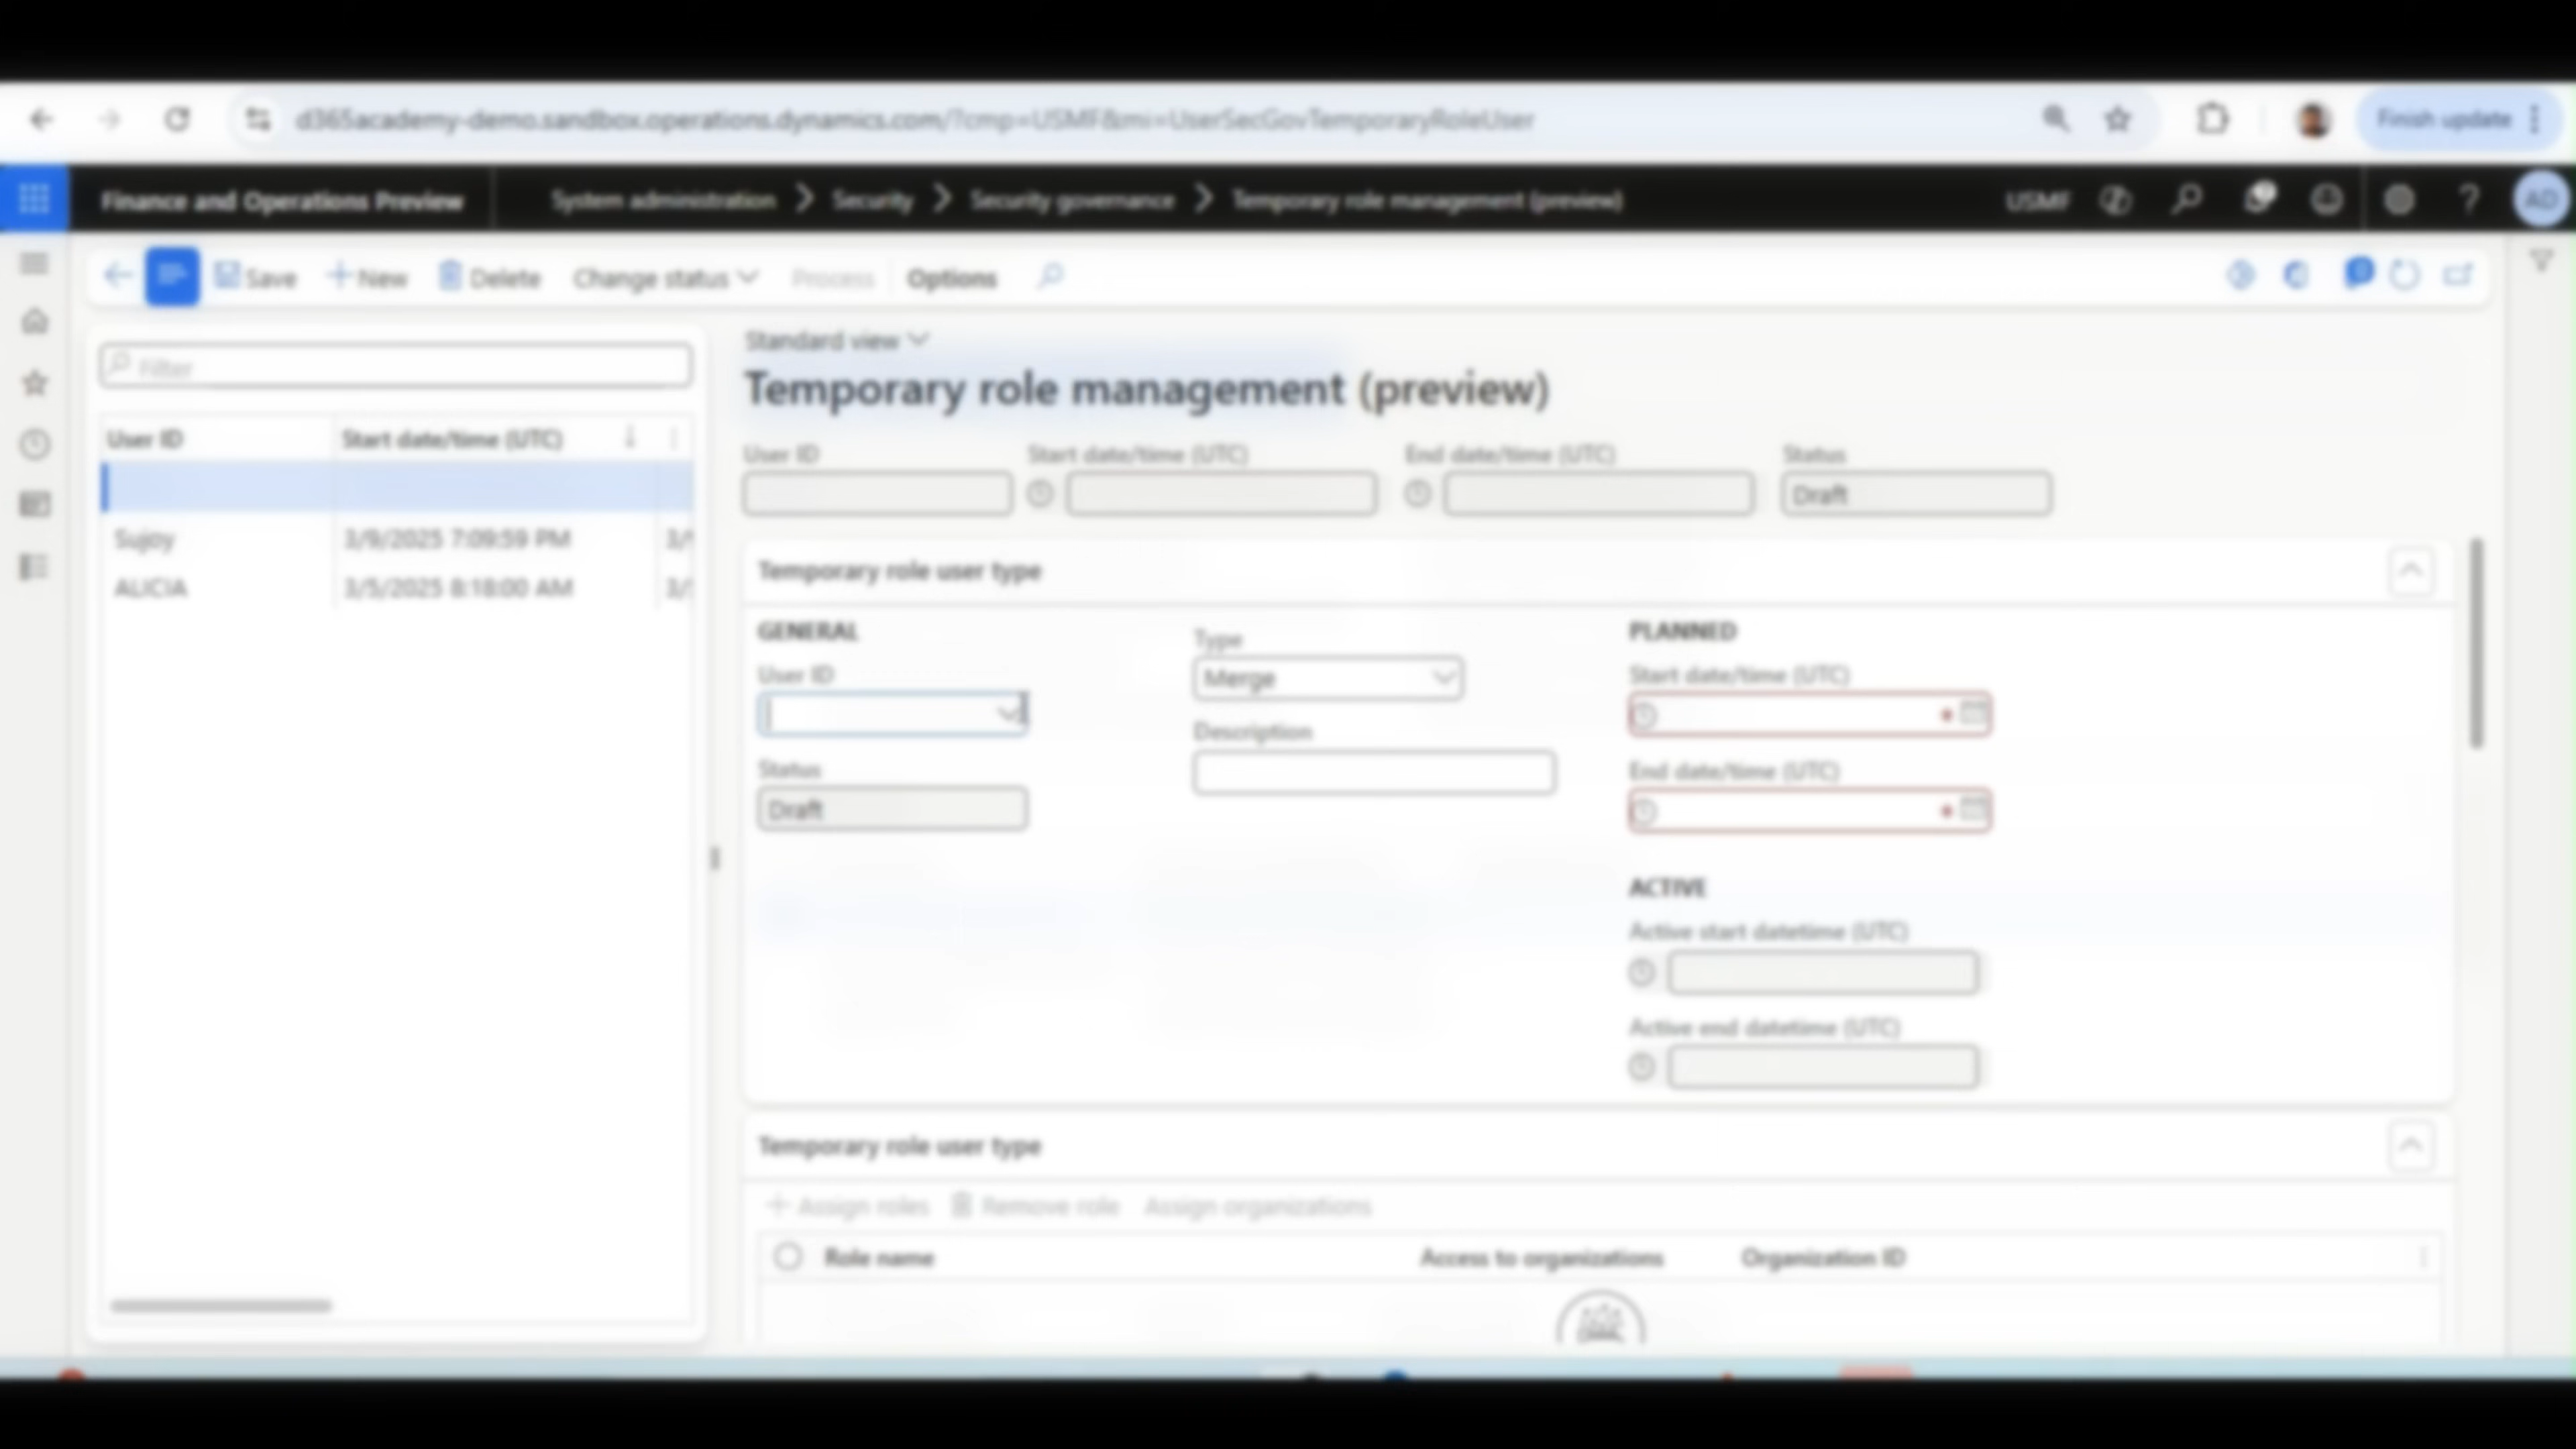 d365academy-demo.sandbox.operations.dynamics.com/?cmp=USMF&mi=UserSecGovTemporaryRoleUser
Finish update
Finance and Operations Preview
System administration
Security
Security governance
Temporary role management (preview)
USMF
?
AD
Save
New
Delete
Change status
Process
Options
Filter
User ID
Start date/time (UTC)
Sujoy
3/9/2025 7:09:59 PM
ALICIA
3/5/2025 8:18:00 AM
Standard view
Temporary role management (preview)
User ID
Start date/time (UTC)
End date/time (UTC)
Status
Draft
Temporary role user type
GENERAL
User ID
Status
Draft
Type
Merge
Description
PLANNED
Start date/time (UTC)
End date/time (UTC)
ACTIVE
Active start datetime (UTC)
Active end datetime (UTC)
Temporary role user type
Assign roles
Remove role
Assign organizations
Role name
Access to organizations
Organization ID